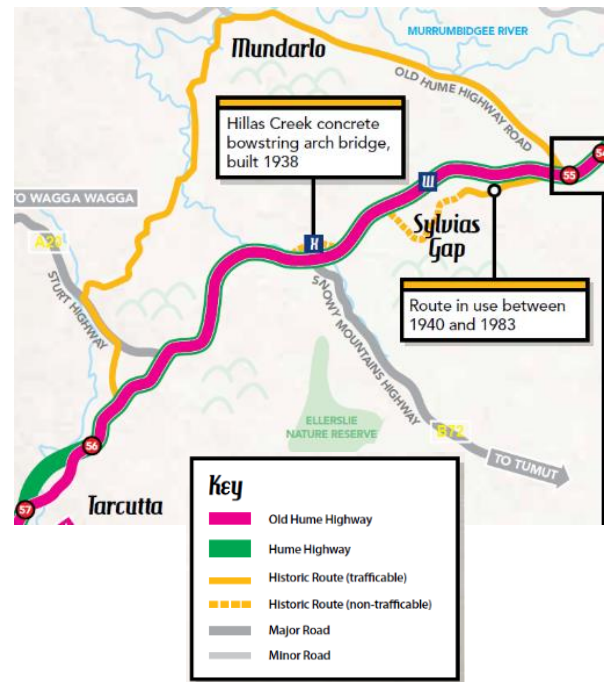 MURRUMBIDGEE RIVER
Mundarlo
OLD HUME HIGHWAY ROAD
Hillas Creek concrete
bowstring arch bridge,
built 1938
54
55
TO WAGGA WAGGA
W
A20
H
Sylvias
Gap
STURT HIGHWAY
SNOWY MOUNTAINS HIGHWAY
Route in use between
1940 and 1983
ELLERSLIE
NATURE RESERVE
B72
56
TO TUMUT
57
Tarcutta
Key
Old Hume Highway
Hume Highway
Historic Route (trafficable)
Historic Route (non-trafficable)
Major Road
Minor Road